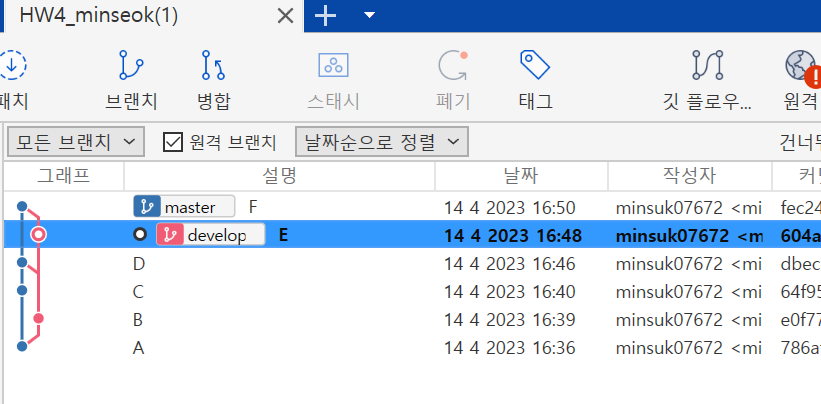 HW4_minseok(1)
패치 브랜치 병합 스태시 폐기 태그 깃 플로우... 원격
모든 브랜치 원격 브랜치 날짜순으로 정렬 건너뛰
그래프 설명 날짜 작성자 커밋
master F 14 4 2023 16:50 minsuk07672 <mi fec24
develop E 14 4 2023 16:48 minsuk07672 <m 604a
D 14 4 2023 16:46 minsuk07672 <mi dbec
C 14 4 2023 16:40 minsuk07672 <mi 64f95
B 14 4 2023 16:39 minsuk07672 <mi e0f77
A 14 4 2023 16:36 minsuk07672 <mi 786a